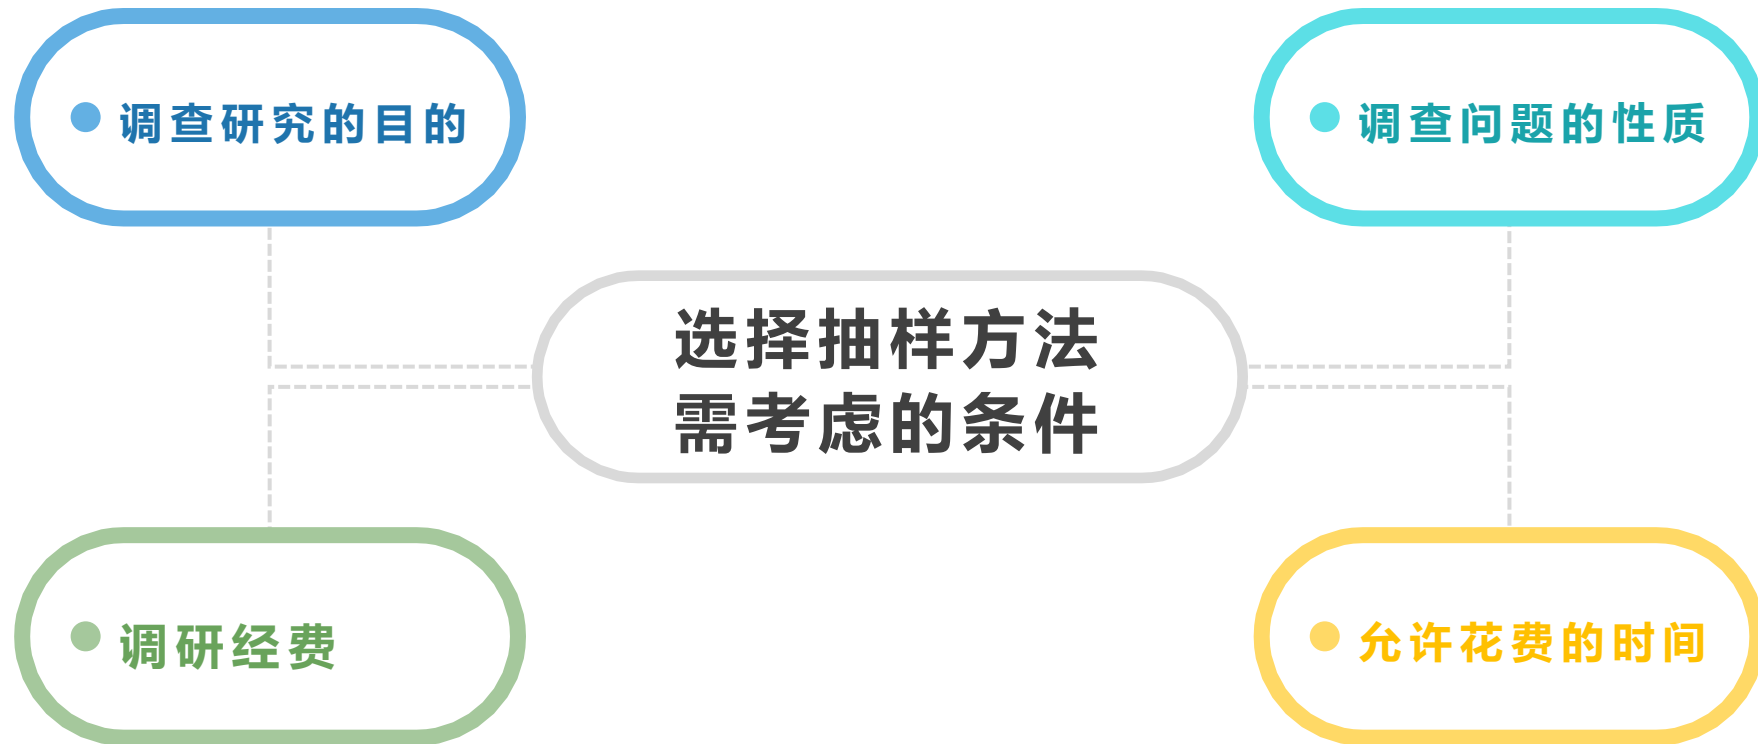 调查研究的目的
调查问题的性质
选择抽样方法
需考虑的条件
调研经费
允许花费的时间